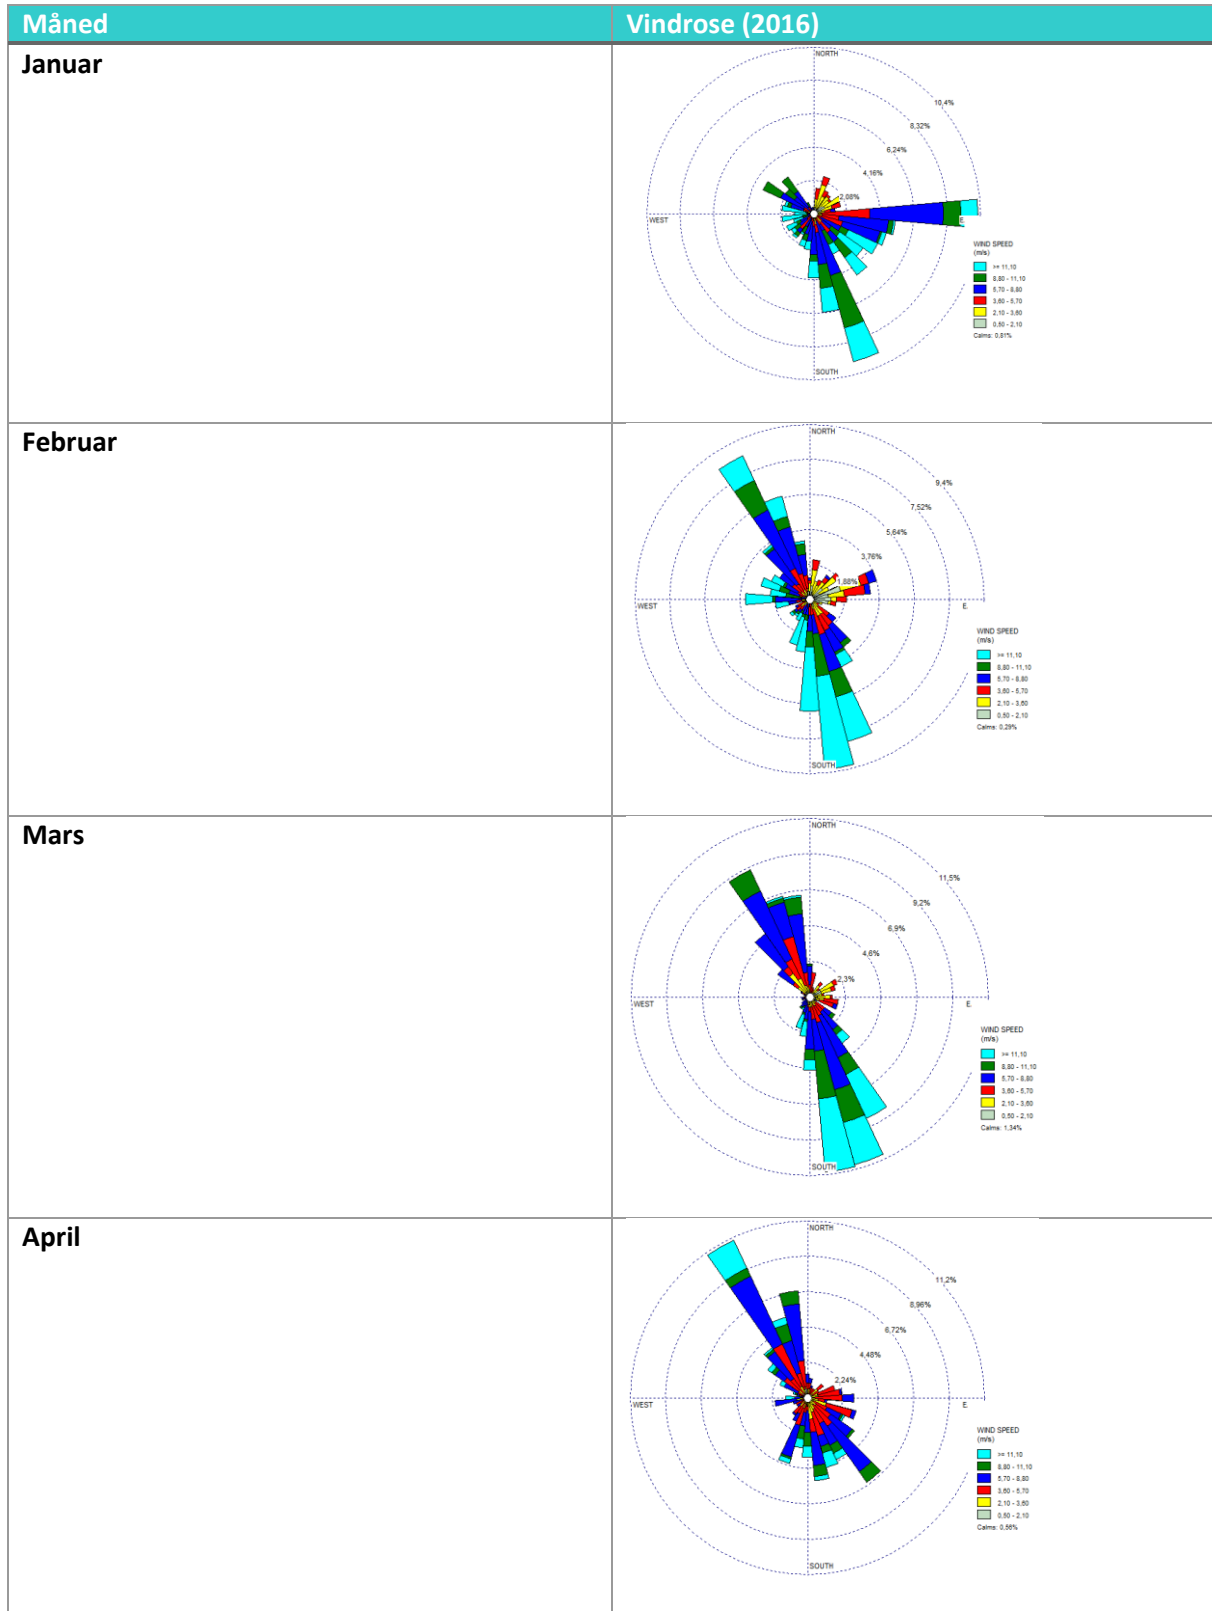 Måned Vindrose (2016)
Januar
NORTH
10,4%
8,32%
6,24%
4,16%
2,08%
WEST
E
WIND SPEED
(m/s)
>= 11,10
8,80 - 11,10
5,70 - 8,80
3,60 - 5,70
2,10 - 3,60
0,50 - 2,10
Calms: 0,81%
SOUTH
Februar
NORTH
9,4%
7,52%
5,64%
3,76%
1,88%
WEST
E.
WIND SPEED
(m/s)
>= 11,10
8,80 - 11,10
5,70 - 8,80
3,60 - 5,70
2,10 - 3,60
0,50 - 2,10
Calms: 0,29%
SOUTH
Mars
NORTH
11,5%
9,2%
6,9%
4,6%
2,3%
WEST
E.
WIND SPEED
(m/s)
>= 11,10
8,80 - 11,10
5,70 - 8,80
3,60 - 5,70
2,10 - 3,60
0,50 - 2,10
Calms: 1,34%
SOUTH
April
NORTH
11,2%
8,96%
6,72%
4,48%
2,24%
WEST
E.
WIND SPEED
(m/s)
>= 11,10
8,80 - 11,10
5,70 - 8,80
3,60 - 5,70
2,10 - 3,60
0,50 - 2,10
Calms: 0,56%
SOUTH